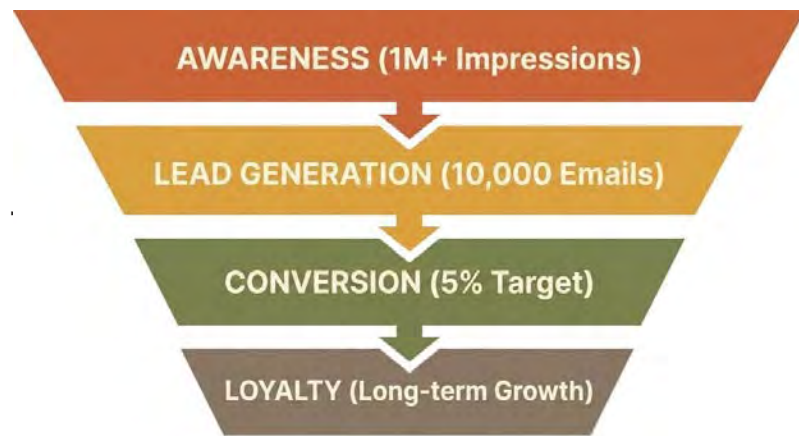 AWARENESS (1M+ Impressions)
LEAD GENERATION (10,000 Emails)
CONVERSION (5% Target)
LOYALTY (Long-term Growth)